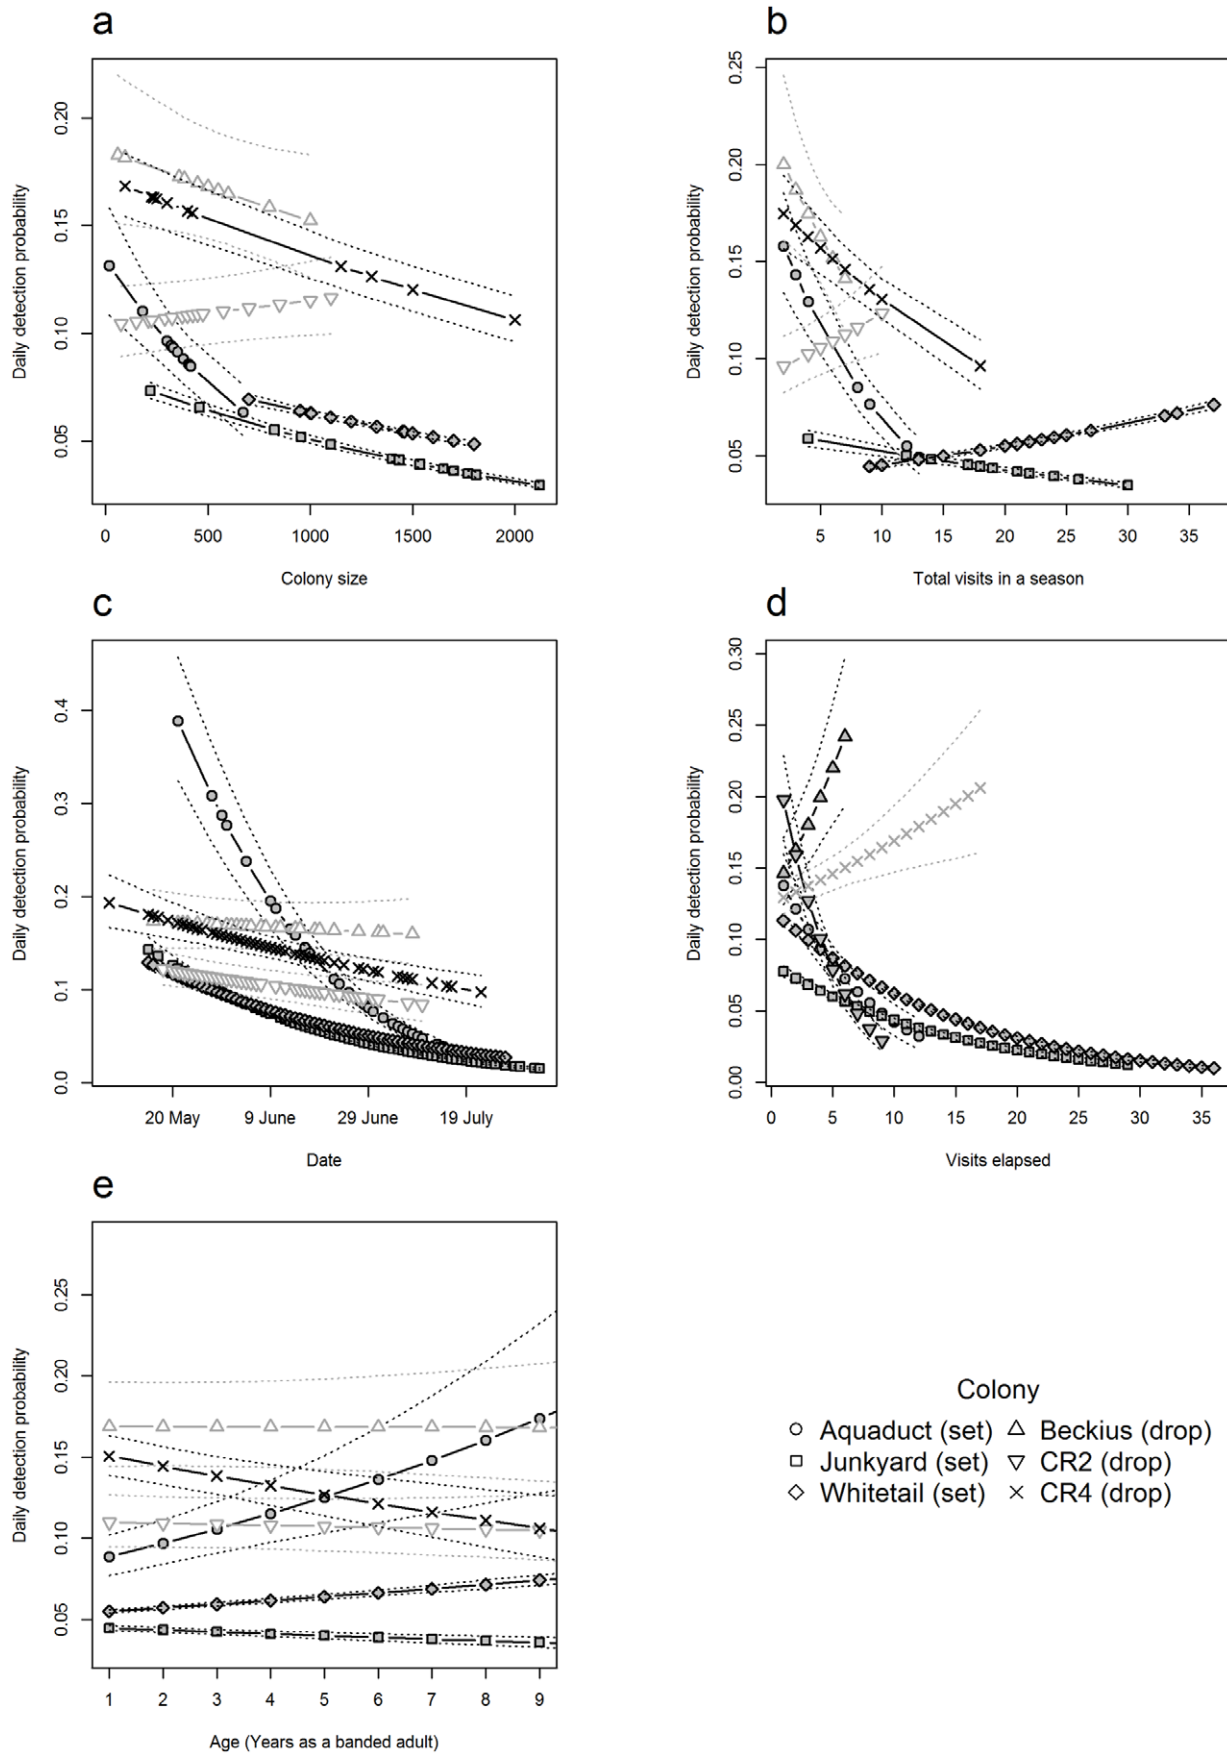 a
Daily detection probability
0.05 0.10 0.15 0.20
0 500 1000 1500 2000
Colony size
b
Daily detection probability
0.05 0.10 0.15 0.20 0.25
5 10 15 20 25 30 35
Total visits in a season
c
Daily detection probability
0.0 0.1 0.2 0.3 0.4
20 May 9 June 29 June 19 July
Date
d
Daily detection probability
0.00 0.05 0.10 0.15 0.20 0.25 0.30
0 5 10 15 20 25 30 35
Visits elapsed
e
Daily detection probability
0.05 0.10 0.15 0.20 0.25
1 2 3 4 5 6 7 8 9
Age (Years as a banded adult)
Colony
Aquaduct (set) Beckius (drop)
Junkyard (set) CR2 (drop)
Whitetail (set) CR4 (drop)